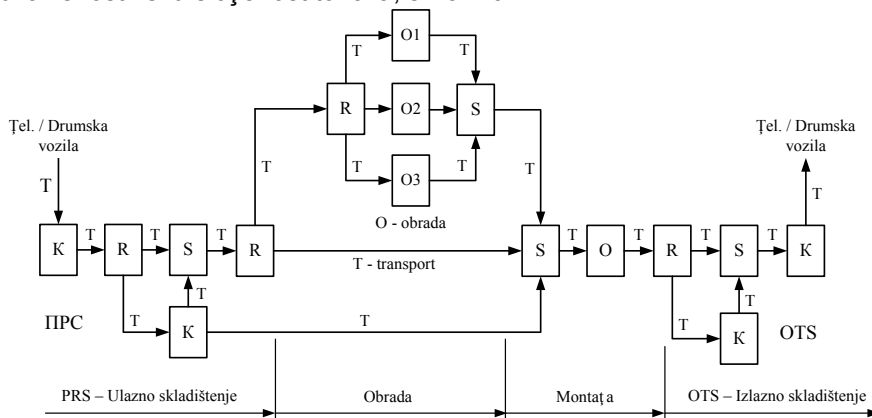 O1
T
T
R
O2
S
Ţel. / Drumska
vozila
Ţel. / Drumska
vozila
T
T
O3
T
T
T
T
T
O - obrada
К
T
R
T
S
T
R
T - transport
S
T
O
T
R
T
S
T
К
T
T
ПРС
T
К
T
T
К
OTS
PRS – Ulazno skladištenje
Obrada
Montaţa
OTS – Izlazno skladištenje